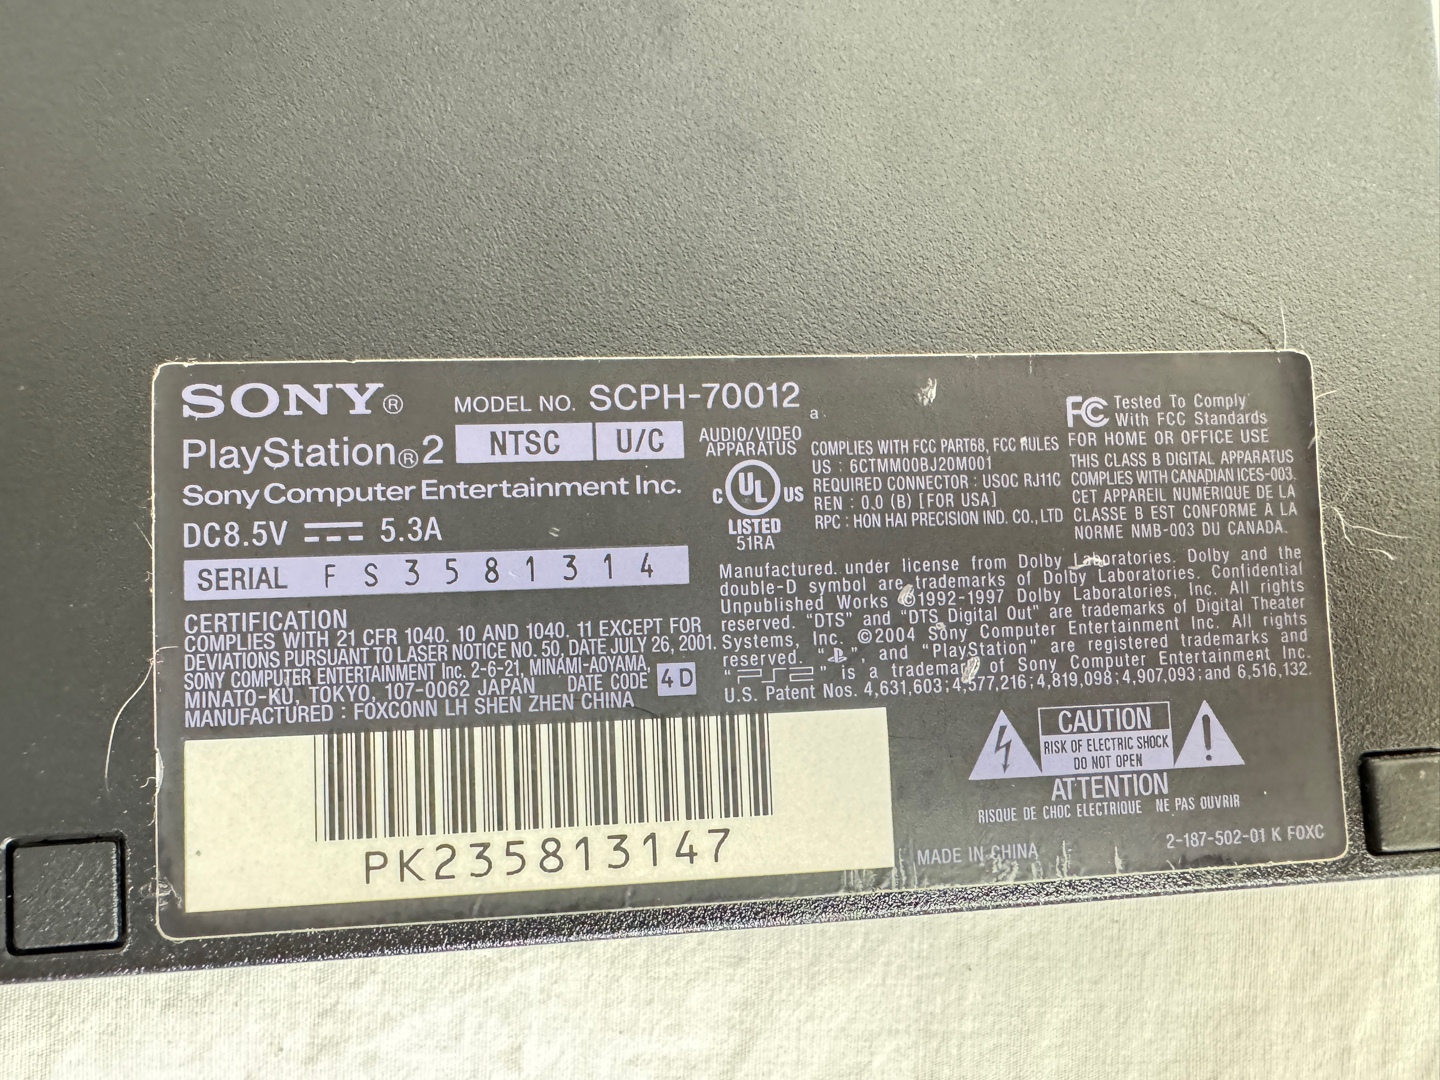 SONY® MODEL NO. SCPH-70012 a
PlayStation®2 NTSC U/C
Sony Computer Entertainment Inc.
DC8.5V 5.3A
SERIAL F S 3 5 8 1 3 1 4
CERTIFICATION
COMPLIES WITH 21 CFR 1040. 10 AND 1040. 11 EXCEPT FOR
DEVIATIONS PURSUANT TO LASER NOTICE NO. 50, DATE JULY 26, 2001.
SONY COMPUTER ENTERTAINMENT Inc. 2-6-21, MINAMI-AOYAMA,
MINATO-KU, TOKYO, 107-0062 JAPAN DATE CODE 4D
MANUFACTURED : FOXCONN LH SHEN ZHEN CHINA
PK235813147
AUDIO/VIDEO
APPARATUS
C UL US
LISTED
51RA
COMPLIES WITH FCC PART68, FCC RULES
US : 6CTMM00BJ20M001
REQUIRED CONNECTOR : USOC RJ11C
REN : 0.0 (B) [FOR USA]
RPC : HON HAI PRECISION IND. CO., LTD
FC Tested To Comply
With FCC Standards
FOR HOME OR OFFICE USE
THIS CLASS B DIGITAL APPARATUS
COMPLIES WITH CANADIAN ICES-003.
CET APPAREIL NUMÉRIQUE DE LA
CLASSE B EST CONFORME À LA
NORME NMB-003 DU CANADA.
Manufactured under license from Dolby Laboratories. Dolby and the
double-D symbol are trademarks of Dolby Laboratories. Confidential
Unpublished Works ©1992-1997 Dolby Laboratories, Inc. All rights
reserved. "DTS" and "DTS Digital Out" are trademarks of Digital Theater
Systems, Inc. ©2004 Sony Computer Entertainment Inc. All rights
reserved. " ", and "PlayStation" are registered trademarks and
"PS2" is a trademark of Sony Computer Entertainment Inc.
U.S. Patent Nos. 4,631,603; 4,577,216; 4,819,098; 4,907,093; and 6,516,132.
CAUTION
RISK OF ELECTRIC SHOCK
DO NOT OPEN
ATTENTION
RISQUE DE CHOC ELECTRIQUE NE PAS OUVRIR
2-187-502-01 K FOXC
MADE IN CHINA